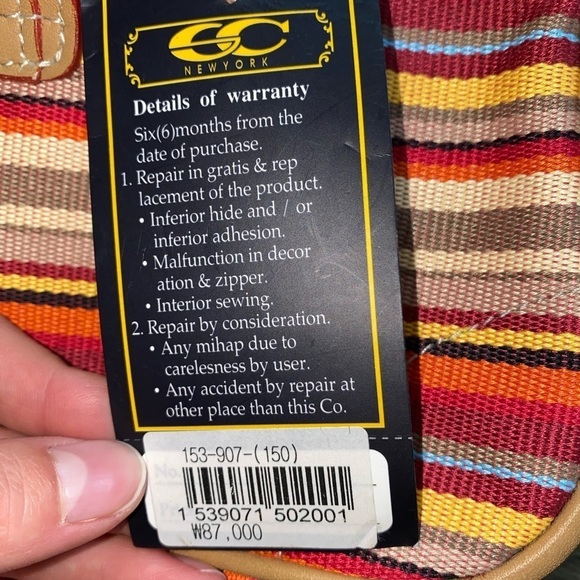 GC
NEWYORK
Details of warranty
Six(6)months from the
date of purchase.
1. Repair in gratis & rep
lacement of the product.
• Inferior hide and / or
inferior adhesion.
• Malfunction in decor
ation & zipper.
• Interior sewing.
2. Repair by consideration.
• Any mihap due to
carelesness by user.
• Any accident by repair at
other place than this Co.
153-907-(150)
1 539071 502001
₩87,000